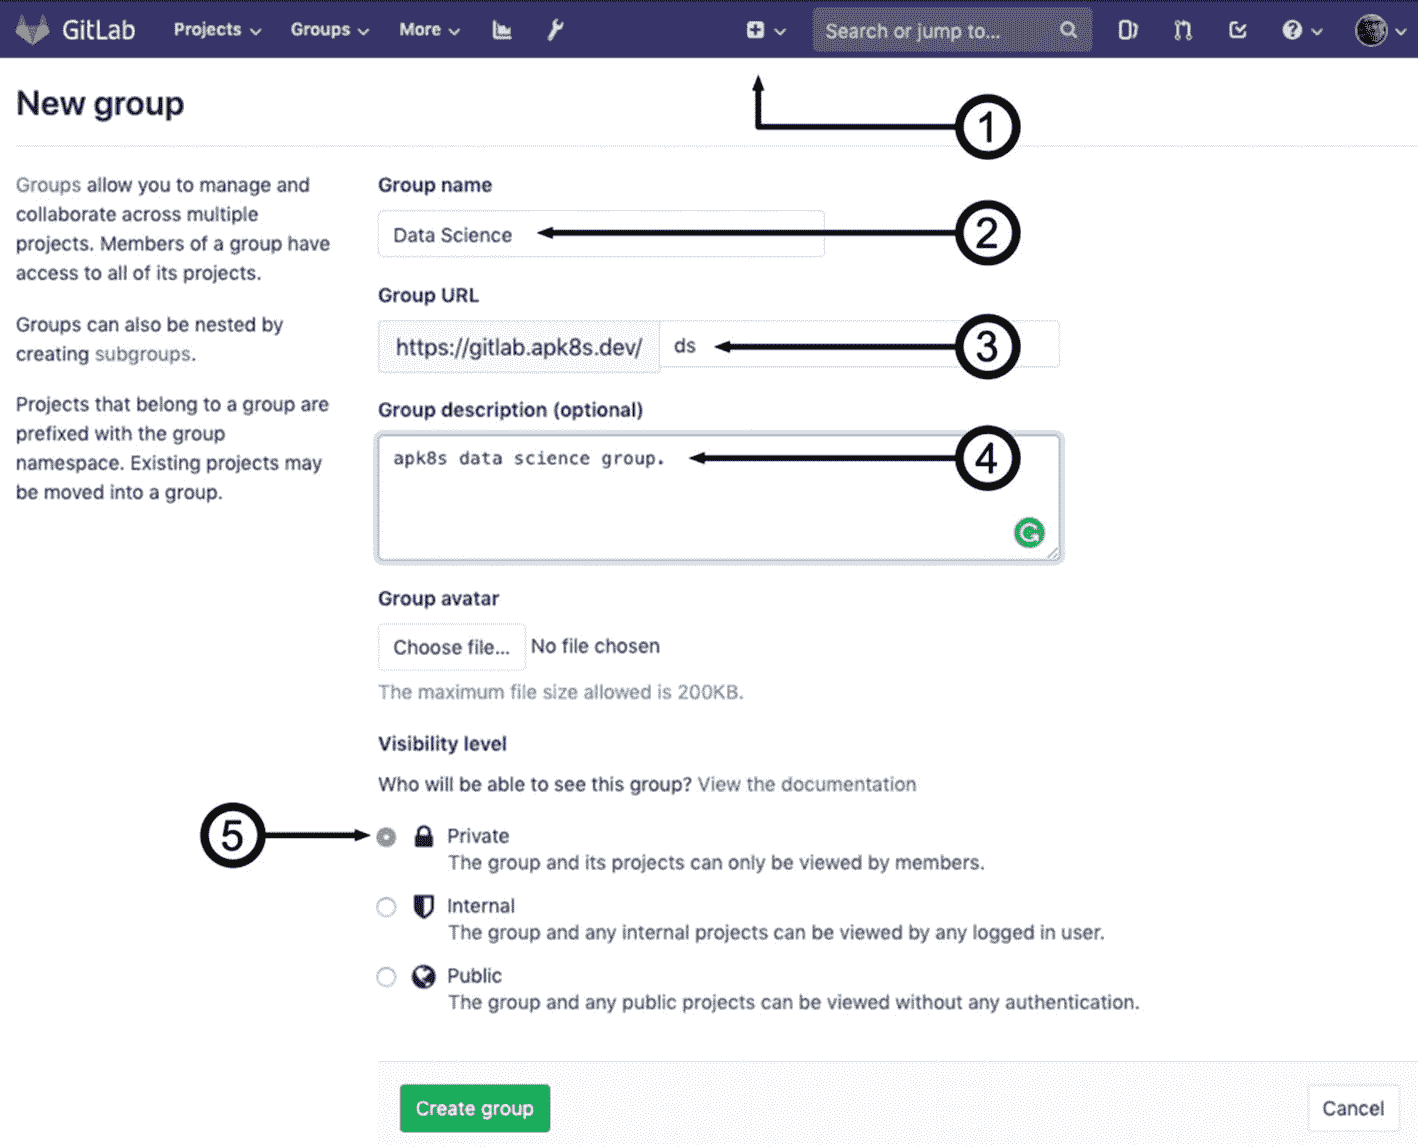 GitLab Projects Groups More Search or jump to...
1
New group
Groups allow you to manage and
collaborate across multiple
projects. Members of a group have
access to all of its projects.
Groups can also be nested by
creating subgroups.
Projects that belong to a group are
prefixed with the group
namespace. Existing projects may
be moved into a group.
Group name
Data Science
2
Group URL
https://gitlab.apk8s.dev/ ds
3
Group description (optional)
apk8s data science group.
4
Group avatar
Choose file... No file chosen
The maximum file size allowed is 200KB.
Visibility level
Who will be able to see this group? View the documentation
5
Private
The group and its projects can only be viewed by members.
Internal
The group and any internal projects can be viewed by any logged in user.
Public
The group and any public projects can be viewed without any authentication.
Create group Cancel